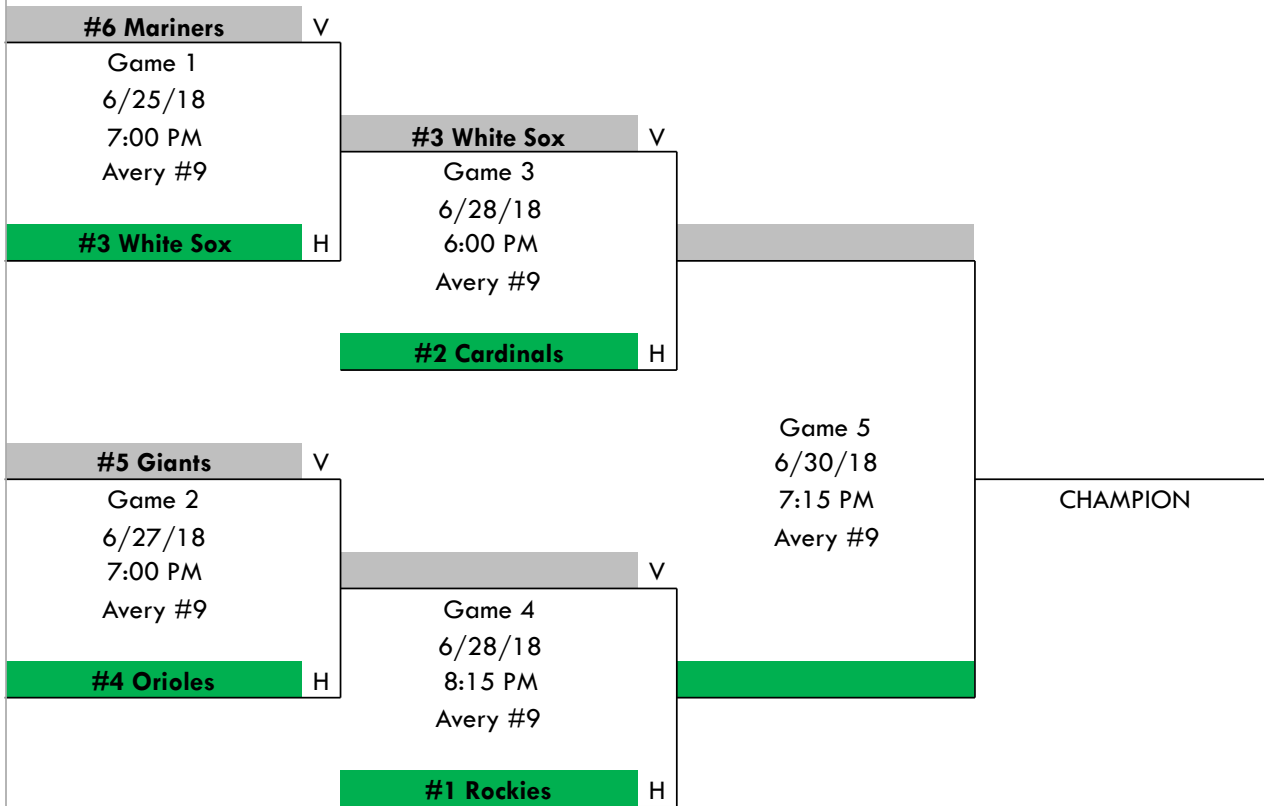 #6 Mariners V
Game 1
6/25/18
7:00 PM
Avery #9
#3 White Sox H
#3 White Sox V
Game 3
6/28/18
6:00 PM
Avery #9
#2 Cardinals H
#5 Giants V
Game 2
6/27/18
7:00 PM
Avery #9
#4 Orioles H
V
Game 4
6/28/18
8:15 PM
Avery #9
#1 Rockies H
Game 5
6/30/18
7:15 PM
Avery #9
CHAMPION